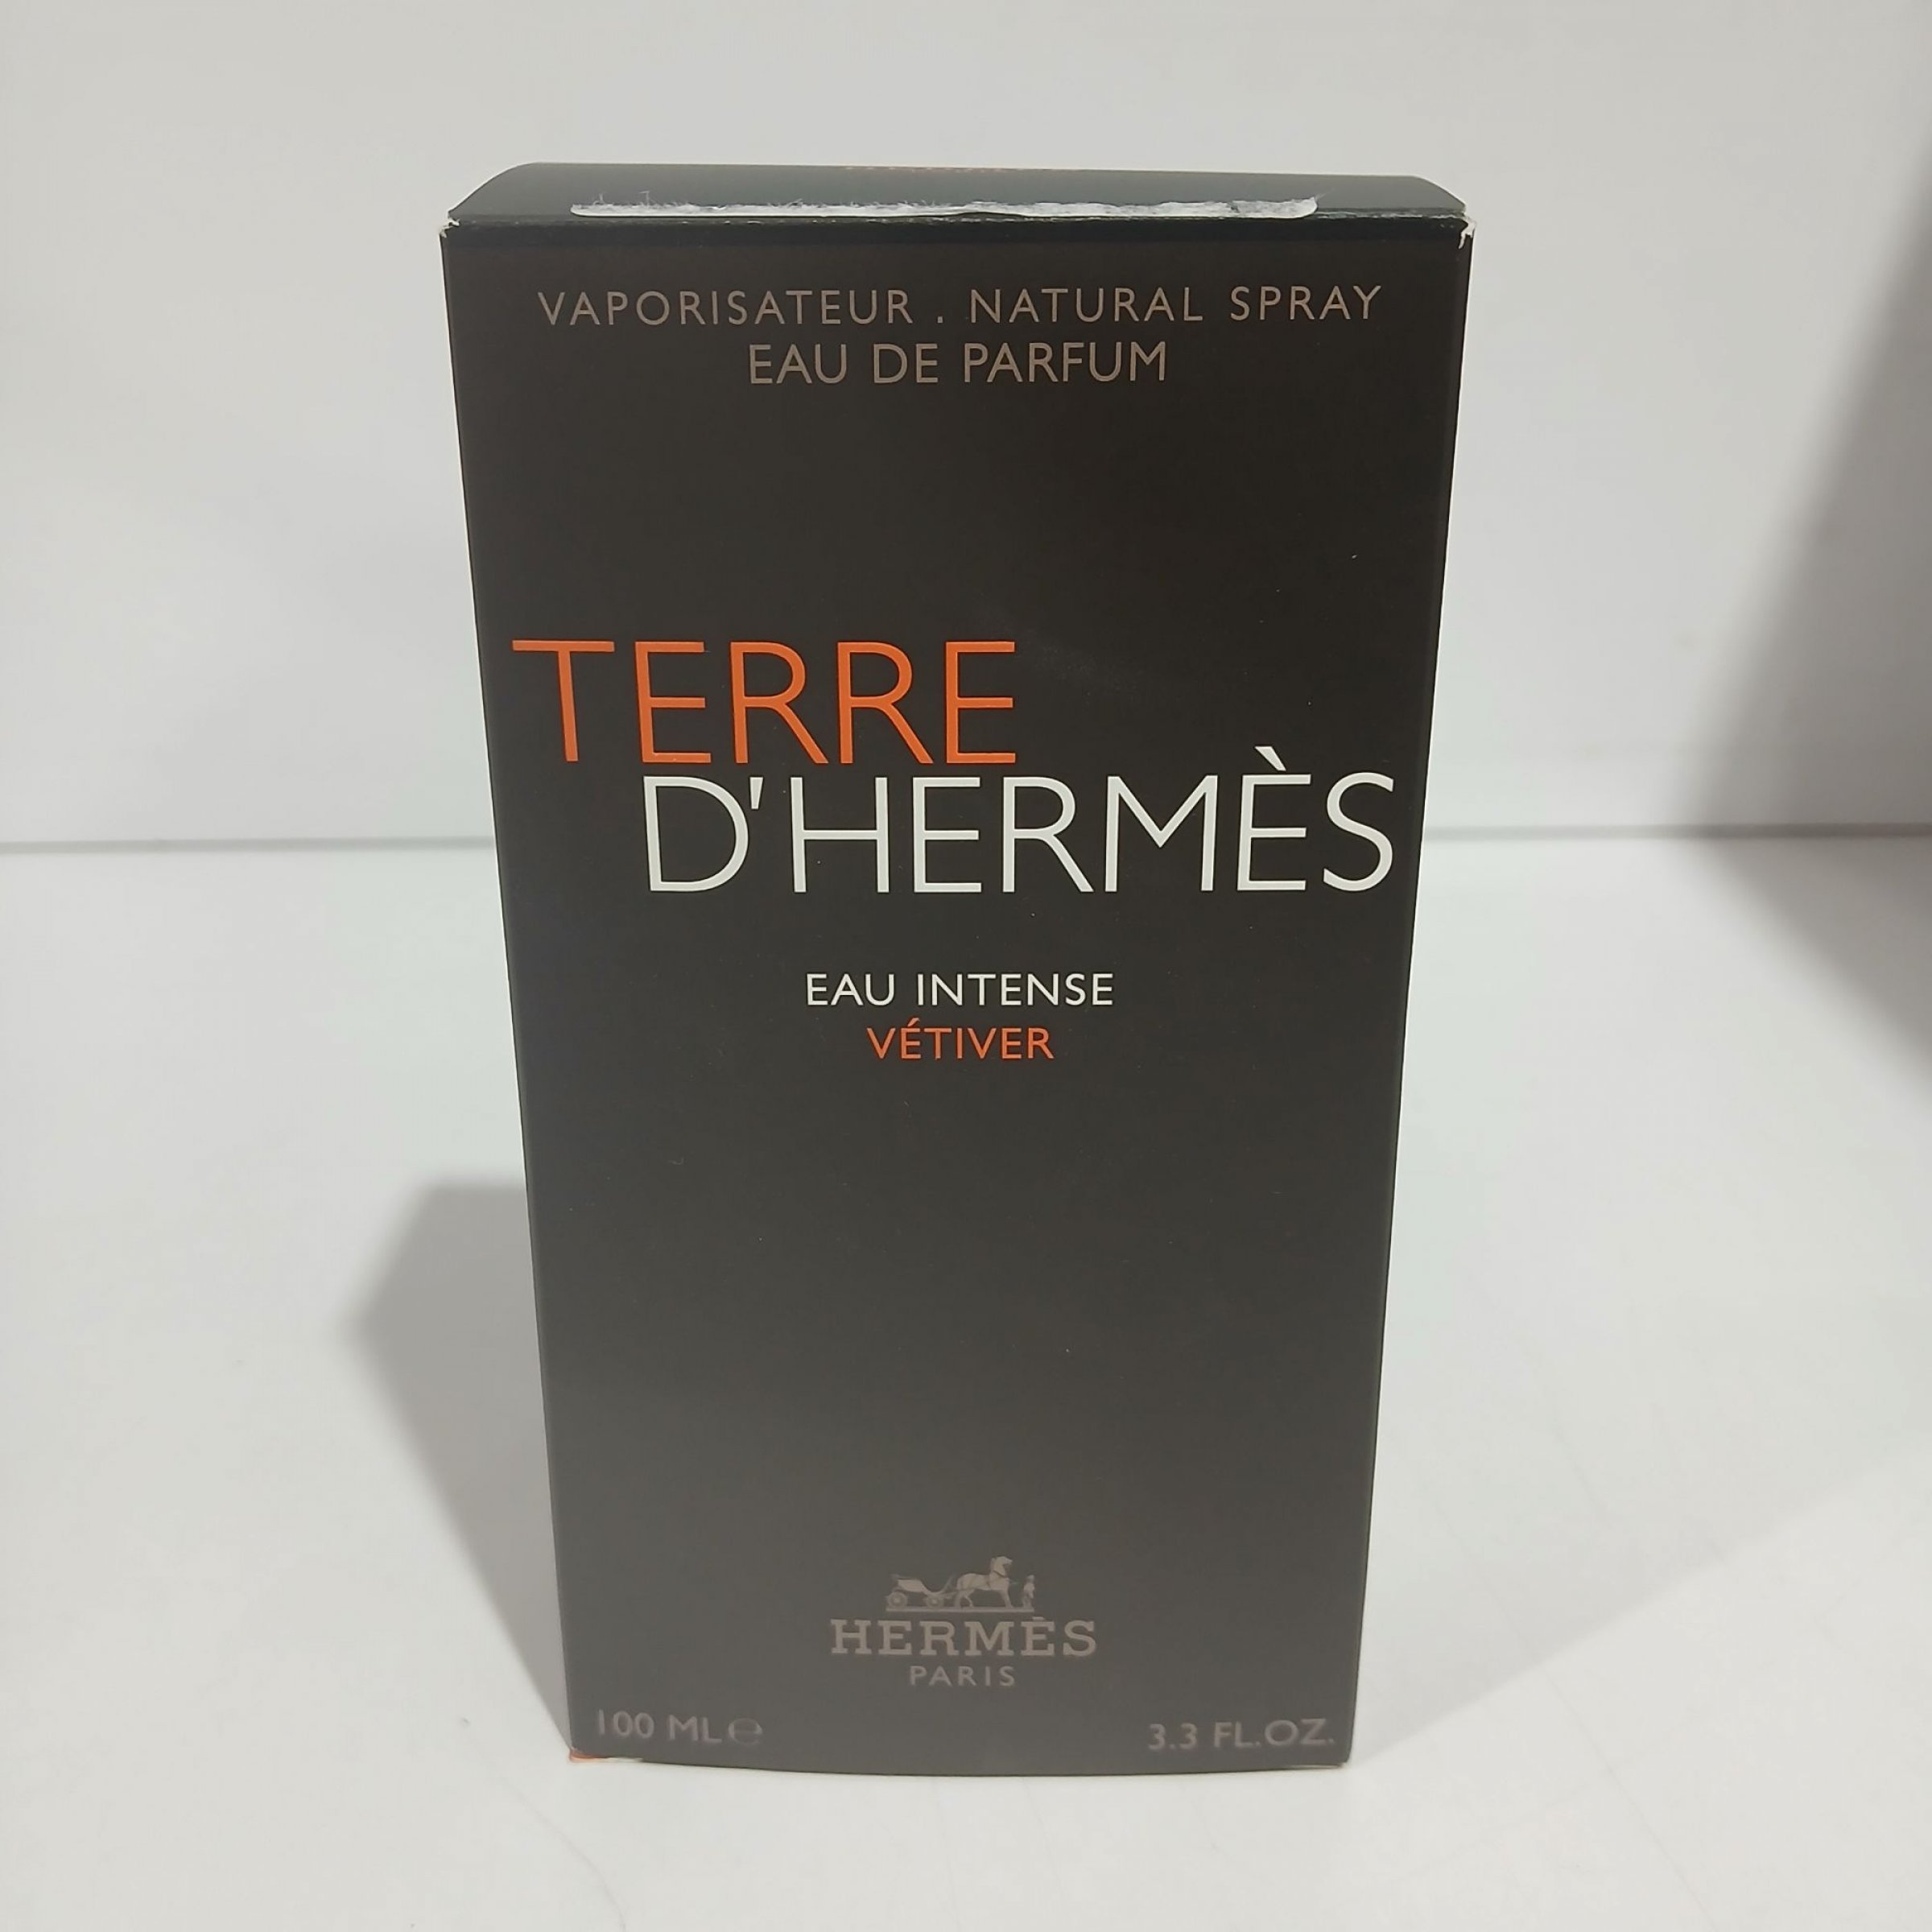 VAPORISATEUR . NATURAL SPRAY
EAU DE PARFUM
TERRE
D'HERMÈS
EAU INTENSE
VÉTIVER
HERMÈS
PARIS
100 ML ℮
3.3 FL.OZ.